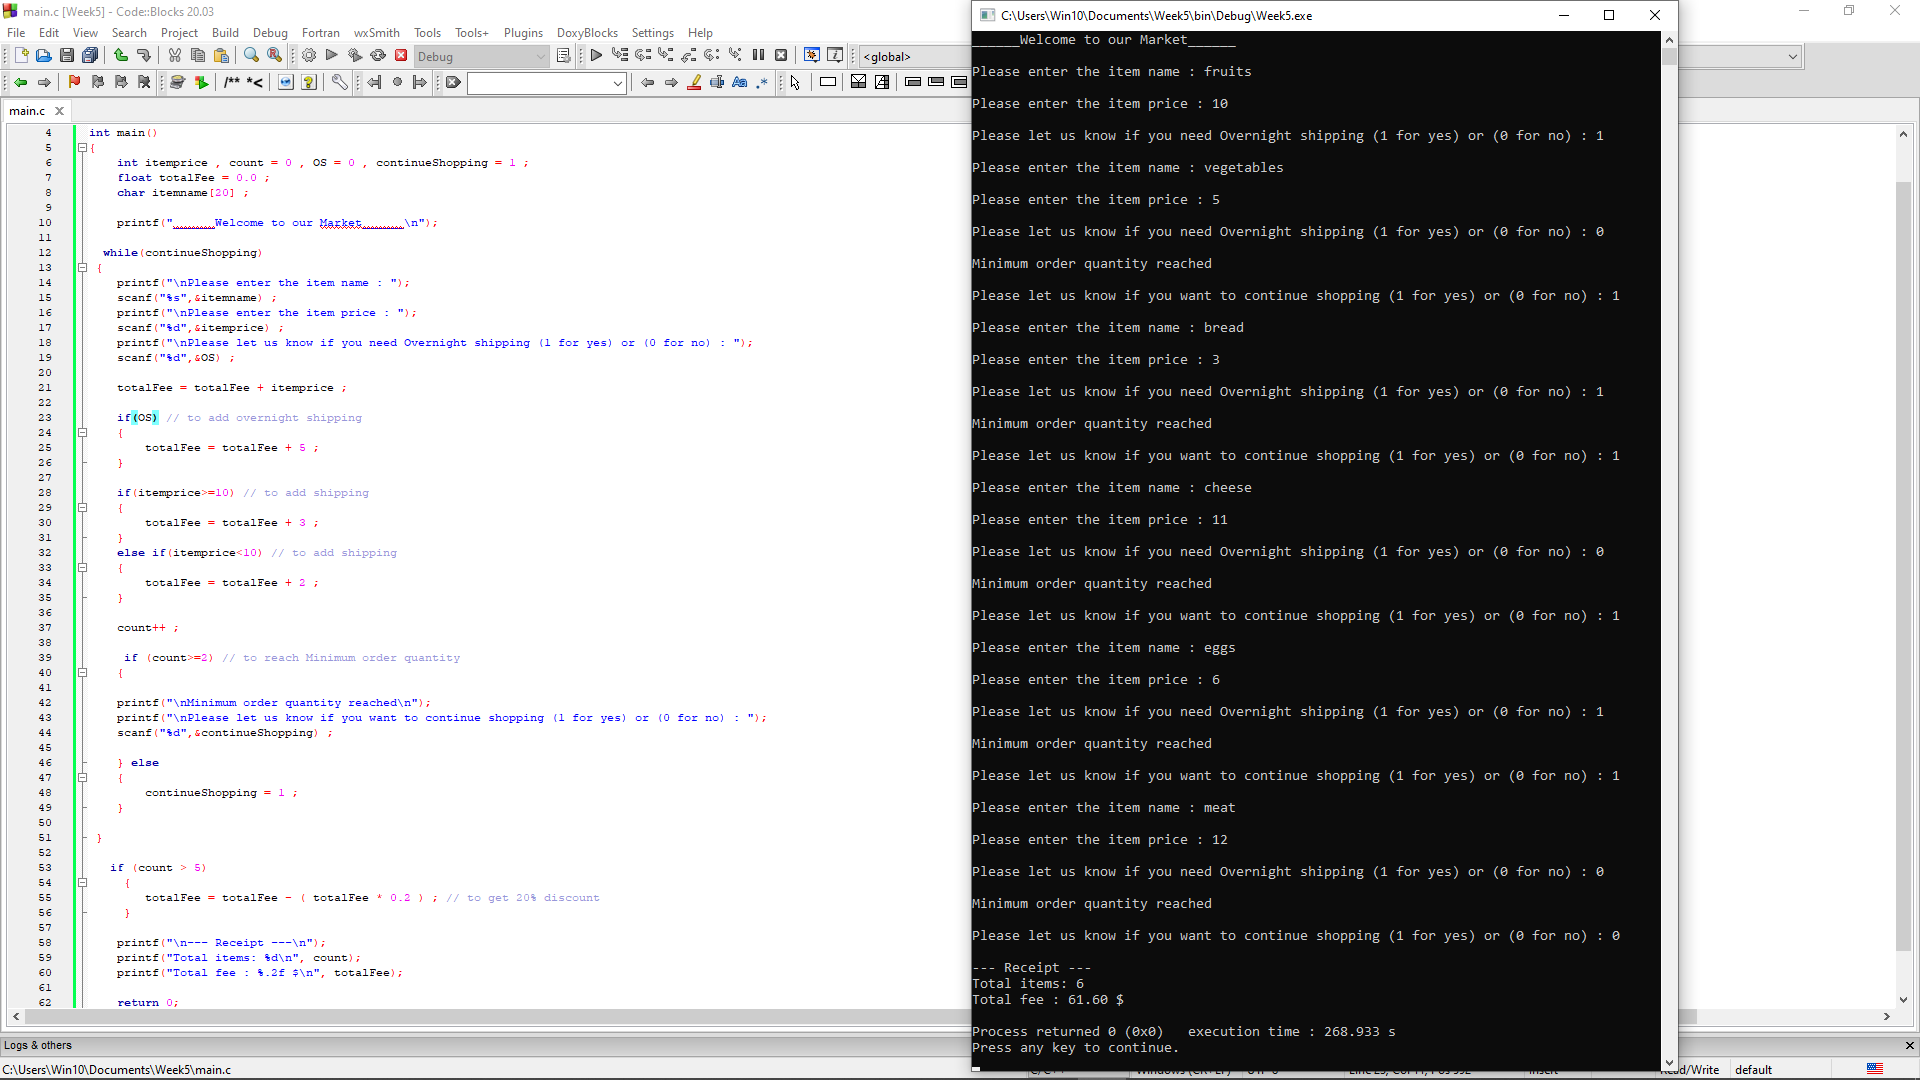 main.c [Week5] - Code::Blocks 20.03
File Edit View Search Project Build Debug Fortran wxSmith Tools Tools+ Plugins DoxyBlocks Settings Help
Debug
<global>
/** *<
Aa .*
main.c
4 int main()
5 {
6 int itemprice , count = 0 , OS = 0 , continueShopping = 1 ;
7 float totalFee = 0.0 ;
8 char itemname[20] ;
9
10 printf("______Welcome to our Market______\n");
11
12 while(continueShopping)
13 {
14 printf("\nPlease enter the item name : ");
15 scanf("%s",&itemname) ;
16 printf("\nPlease enter the item price : ");
17 scanf("%d",&itemprice) ;
18 printf("\nPlease let us know if you need Overnight shipping (1 for yes) or (0 for no) : ");
19 scanf("%d",&OS) ;
20
21 totalFee = totalFee + itemprice ;
22
23 if(OS) // to add overnight shipping
24 {
25 totalFee = totalFee + 5 ;
26 }
27
28 if(itemprice>=10) // to add shipping
29 {
30 totalFee = totalFee + 3 ;
31 }
32 else if(itemprice<10) // to add shipping
33 {
34 totalFee = totalFee + 2 ;
35 }
36
37 count++ ;
38
39 if (count>=2) // to reach Minimum order quantity
40 {
41
42 printf("\nMinimum order quantity reached\n");
43 printf("\nPlease let us know if you want to continue shopping (1 for yes) or (0 for no) : ");
44 scanf("%d",&continueShopping) ;
45
46 } else
47 {
48 continueShopping = 1 ;
49 }
50
51 }
52
53 if (count > 5)
54 {
55 totalFee = totalFee - ( totalFee * 0.2 ) ; // to get 20% discount
56 }
57
58 printf("\n--- Receipt ---\n");
59 printf("Total items: %d\n", count);
60 printf("Total fee : %.2f $\n", totalFee);
61
62 return 0;
Logs & others
C:\Users\Win10\Documents\Week5\main.c
C:\Users\Win10\Documents\Week5\bin\Debug\Week5.exe
______Welcome to our Market______
Please enter the item name : fruits
Please enter the item price : 10
Please let us know if you need Overnight shipping (1 for yes) or (0 for no) : 1
Please enter the item name : vegetables
Please enter the item price : 5
Please let us know if you need Overnight shipping (1 for yes) or (0 for no) : 0
Minimum order quantity reached
Please let us know if you want to continue shopping (1 for yes) or (0 for no) : 1
Please enter the item name : bread
Please enter the item price : 3
Please let us know if you need Overnight shipping (1 for yes) or (0 for no) : 1
Minimum order quantity reached
Please let us know if you want to continue shopping (1 for yes) or (0 for no) : 1
Please enter the item name : cheese
Please enter the item price : 11
Please let us know if you need Overnight shipping (1 for yes) or (0 for no) : 0
Minimum order quantity reached
Please let us know if you want to continue shopping (1 for yes) or (0 for no) : 1
Please enter the item name : eggs
Please enter the item price : 6
Please let us know if you need Overnight shipping (1 for yes) or (0 for no) : 1
Minimum order quantity reached
Please let us know if you want to continue shopping (1 for yes) or (0 for no) : 1
Please enter the item name : meat
Please enter the item price : 12
Please let us know if you need Overnight shipping (1 for yes) or (0 for no) : 0
Minimum order quantity reached
Please let us know if you want to continue shopping (1 for yes) or (0 for no) : 0
--- Receipt ---
Total items: 6
Total fee : 61.60 $
Process returned 0 (0x0) execution time : 268.933 s
Press any key to continue.
default